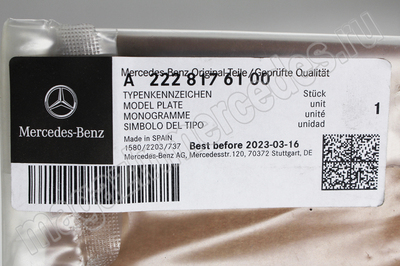 Mercedes-Benz Original Teile / Geprüfte Qualität
A 222 817 61 00
TYPENKENNZEICHEN Stück
MODEL PLATE unit
MONOGRAMME unité
SIMBOLO DEL TIPO unidad
1
Mercedes-Benz
Made in SPAIN
1580/2203/737 Best before 2023-03-16
Mercedes-Benz AG, Mercedesstr.120, 70372 Stuttgart, DE